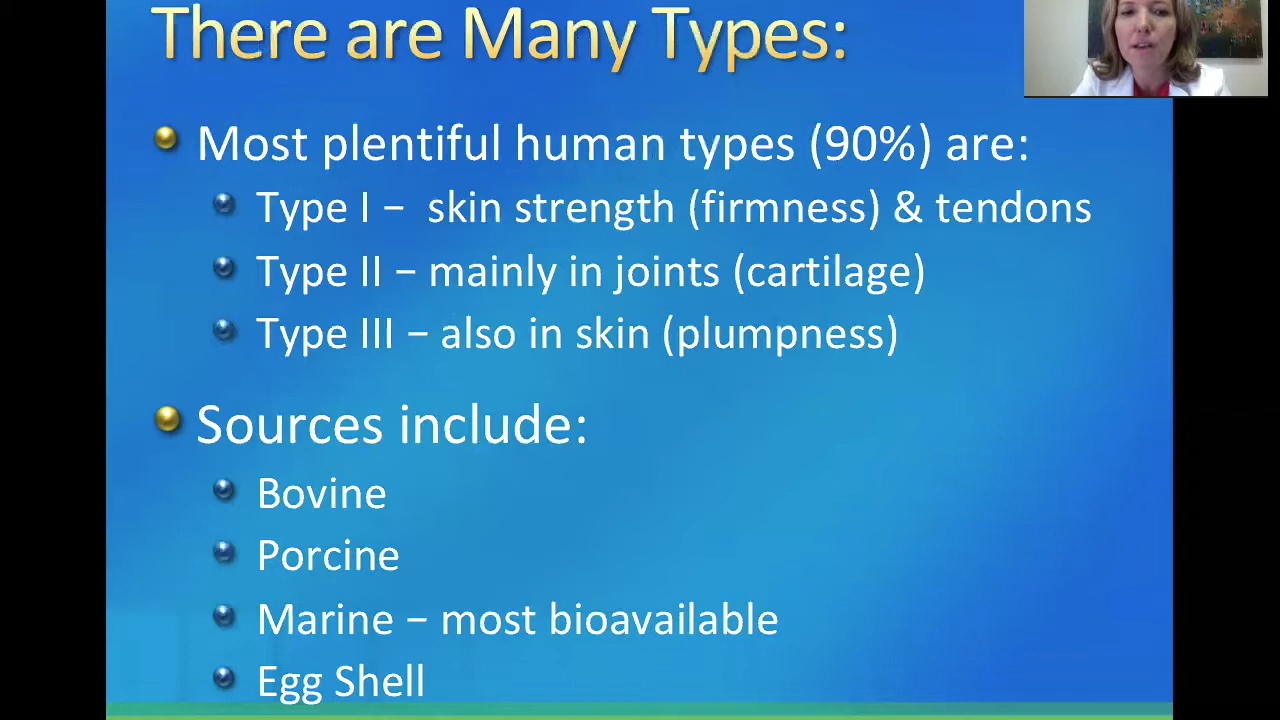 There are Many Types:
Most plentiful human types (90%) are:
Type I – skin strength (firmness) & tendons
Type II – mainly in joints (cartilage)
Type III – also in skin (plumpness)
Sources include:
Bovine
Porcine
Marine – most bioavailable
Egg Shell